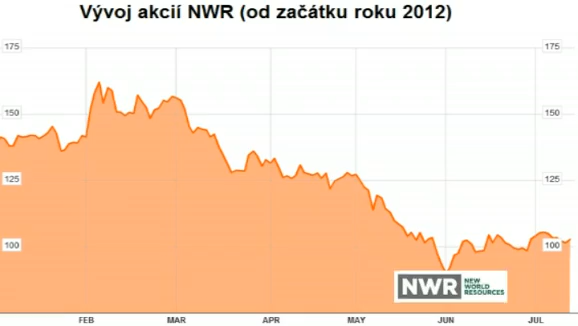 Vývoj akcií NWR (od začátku roku 2012)
175 175
150 150
125 125
100 100
NWR NEW
WORLD
RESOURCES
FEB MAR APR MAY JUN JUL